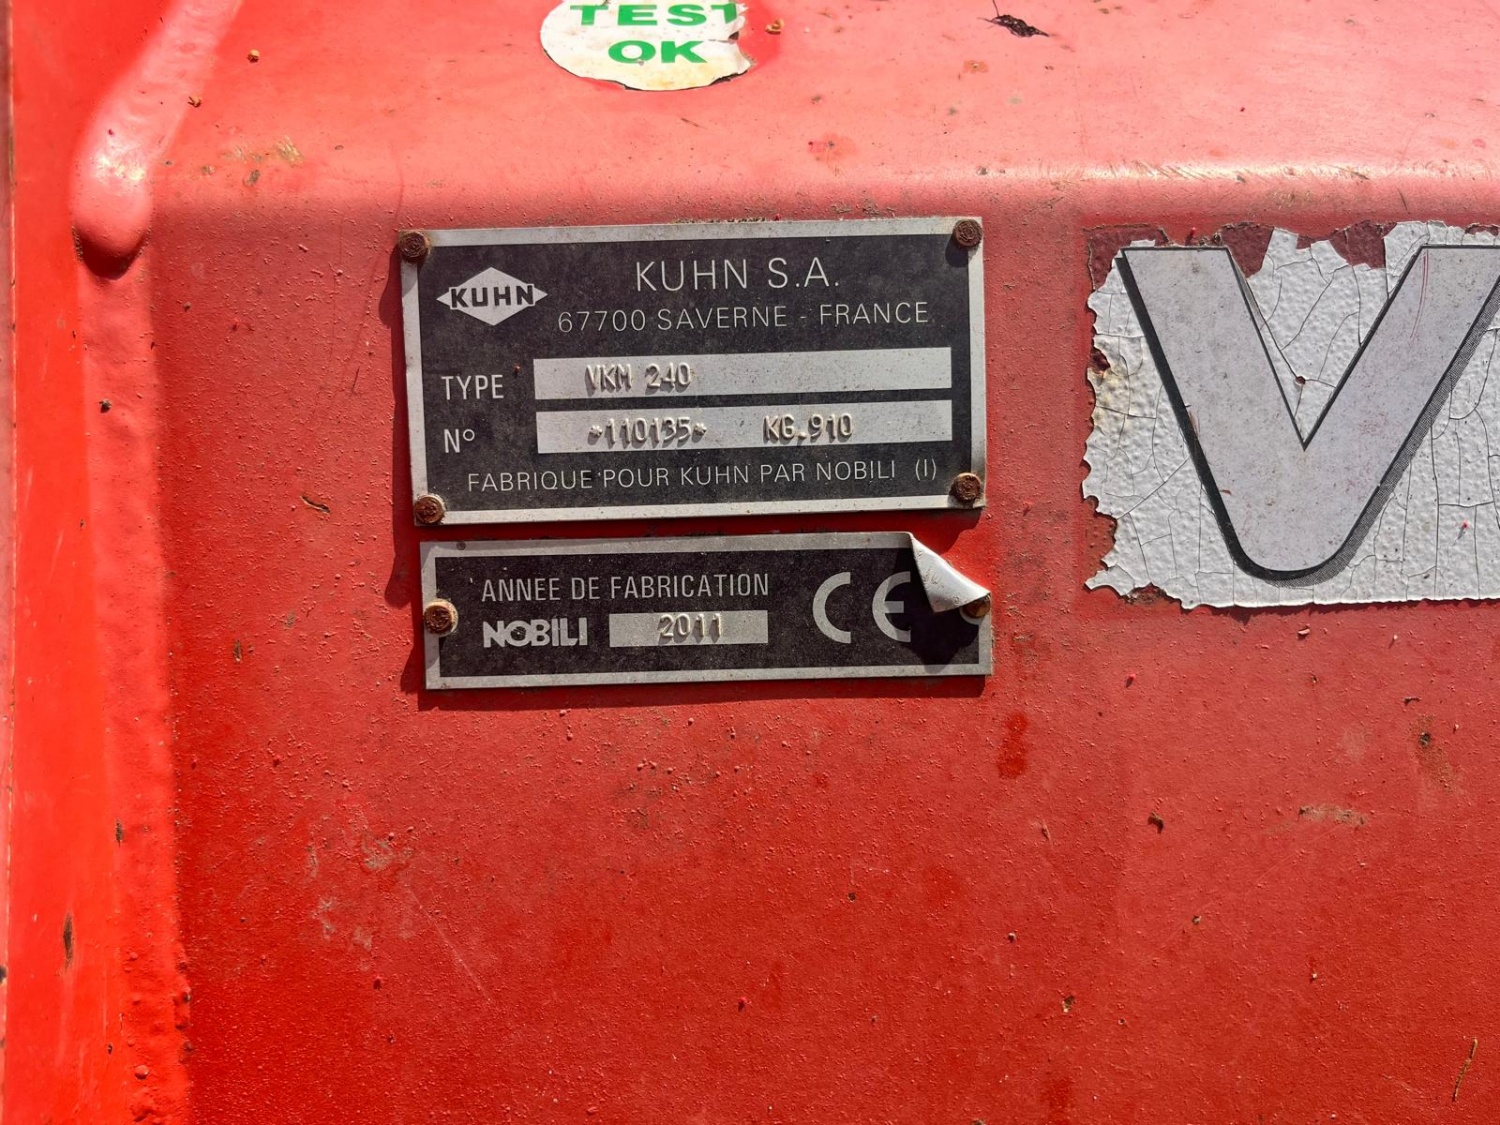 TEST
OK
KUHN
KUHN S.A.
67700 SAVERNE - FRANCE
TYPE VKM 240
N° *110135* KG.910
FABRIQUE POUR KUHN PAR NOBILI (I)
ANNEE DE FABRICATION
NOBILI 2011
CE
V